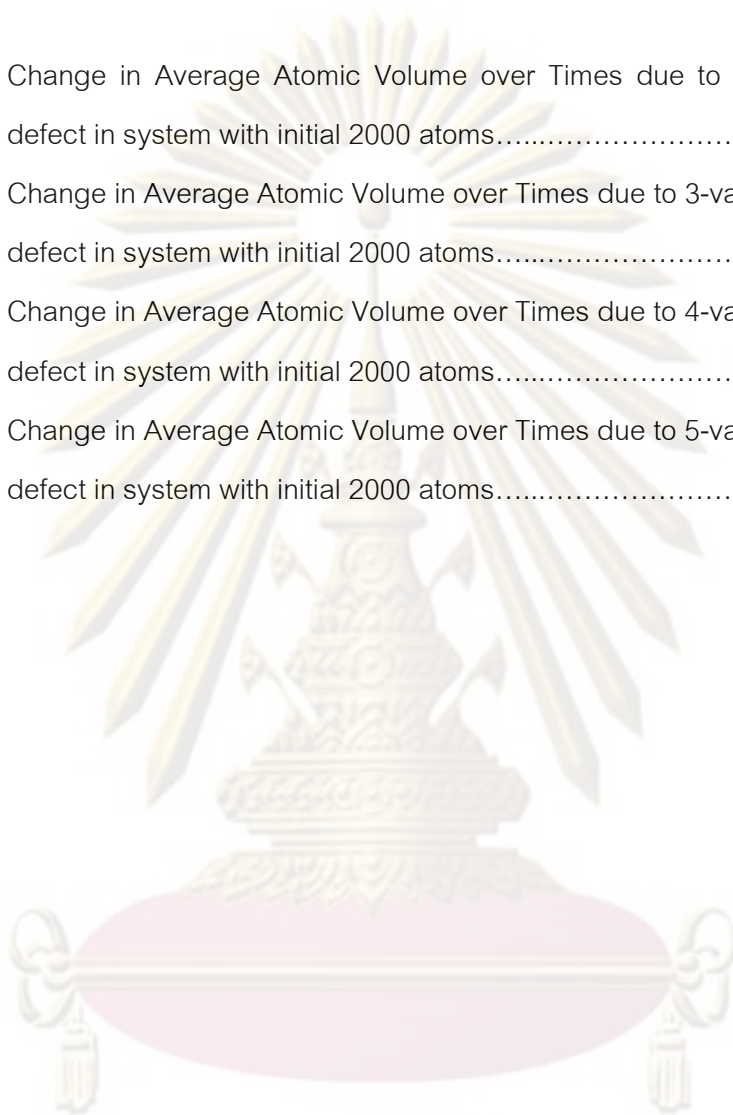 Change in Average Atomic Volume over Times due to
defect in system with initial 2000 atoms…..…………………
Change in Average Atomic Volume over Times due to 3-va
defect in system with initial 2000 atoms…..…………………
Change in Average Atomic Volume over Times due to 4-va
defect in system with initial 2000 atoms…..…………………
Change in Average Atomic Volume over Times due to 5-va
defect in system with initial 2000 atoms…..…………………